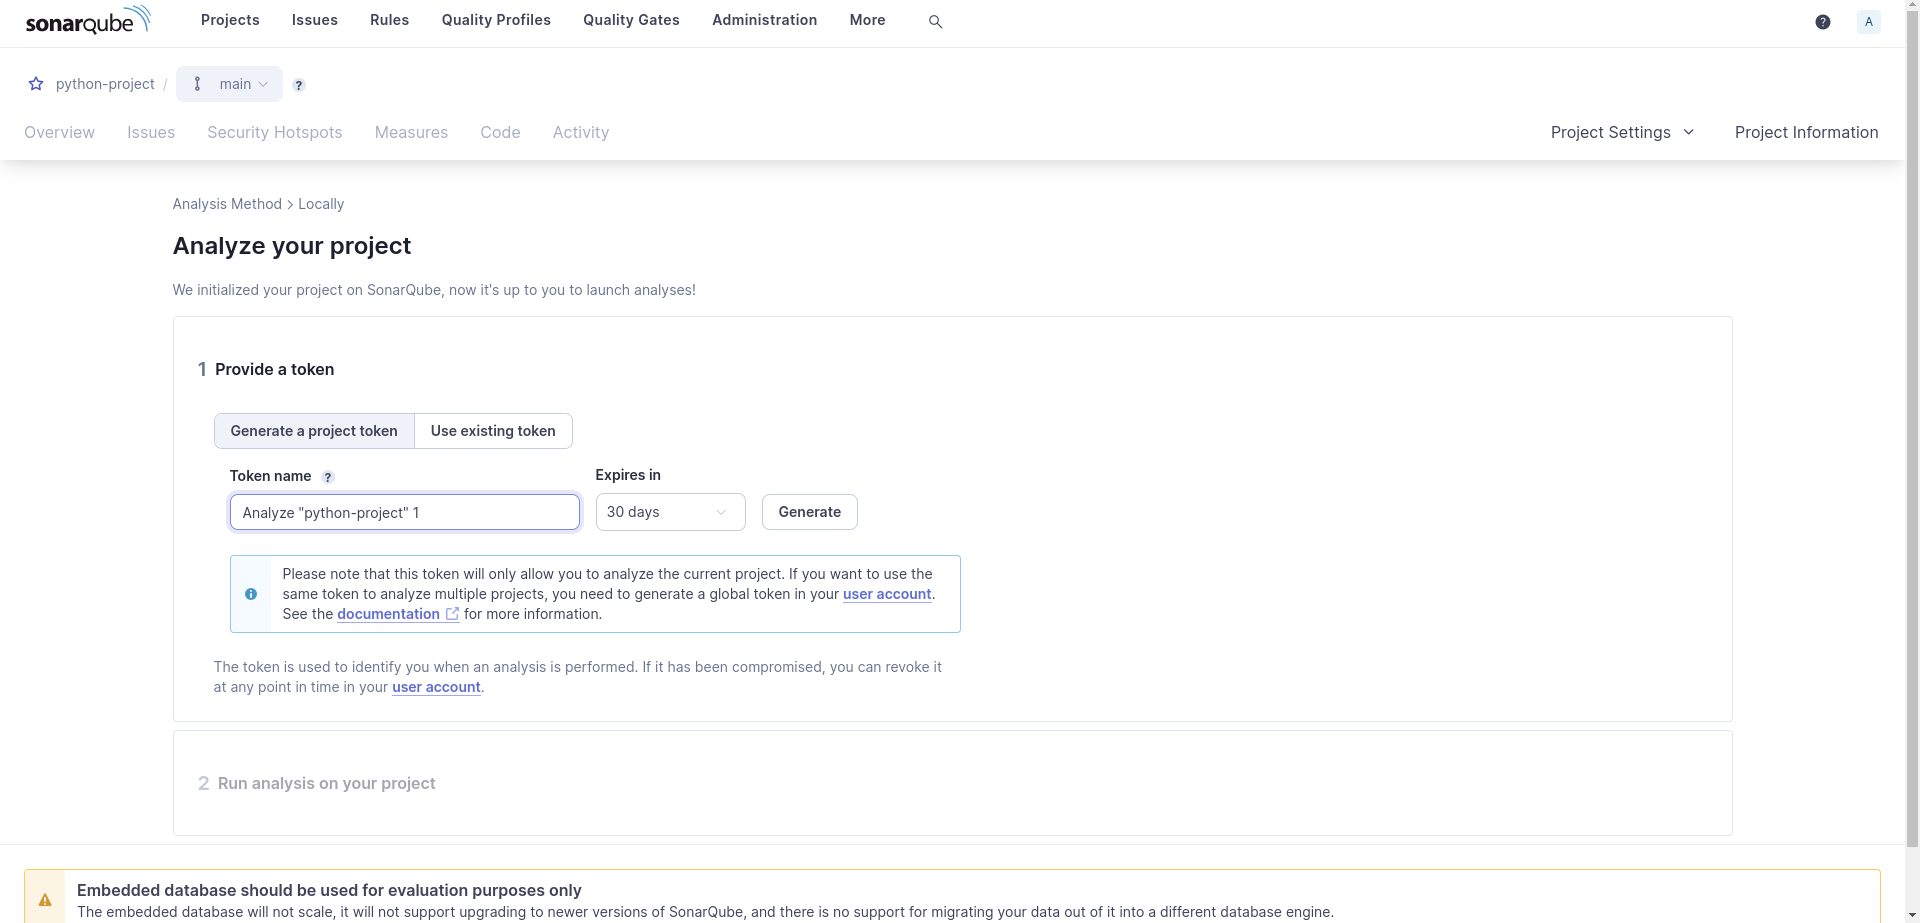 sonarqube
Projects Issues Rules Quality Profiles Quality Gates Administration More ? A
python-project / main ?
Overview Issues Security Hotspots Measures Code Activity Project Settings Project Information
Analysis Method > Locally
Analyze your project
We initialized your project on SonarQube, now it's up to you to launch analyses!
1 Provide a token
Generate a project token Use existing token
Token name ? Expires in
Analyze "python-project" 1 30 days Generate
Please note that this token will only allow you to analyze the current project. If you want to use the
same token to analyze multiple projects, you need to generate a global token in your user account.
See the documentation for more information.
The token is used to identify you when an analysis is performed. If it has been compromised, you can revoke it
at any point in time in your user account.
2 Run analysis on your project
Embedded database should be used for evaluation purposes only
The embedded database will not scale, it will not support upgrading to newer versions of SonarQube, and there is no support for migrating your data out of it into a different database engine.